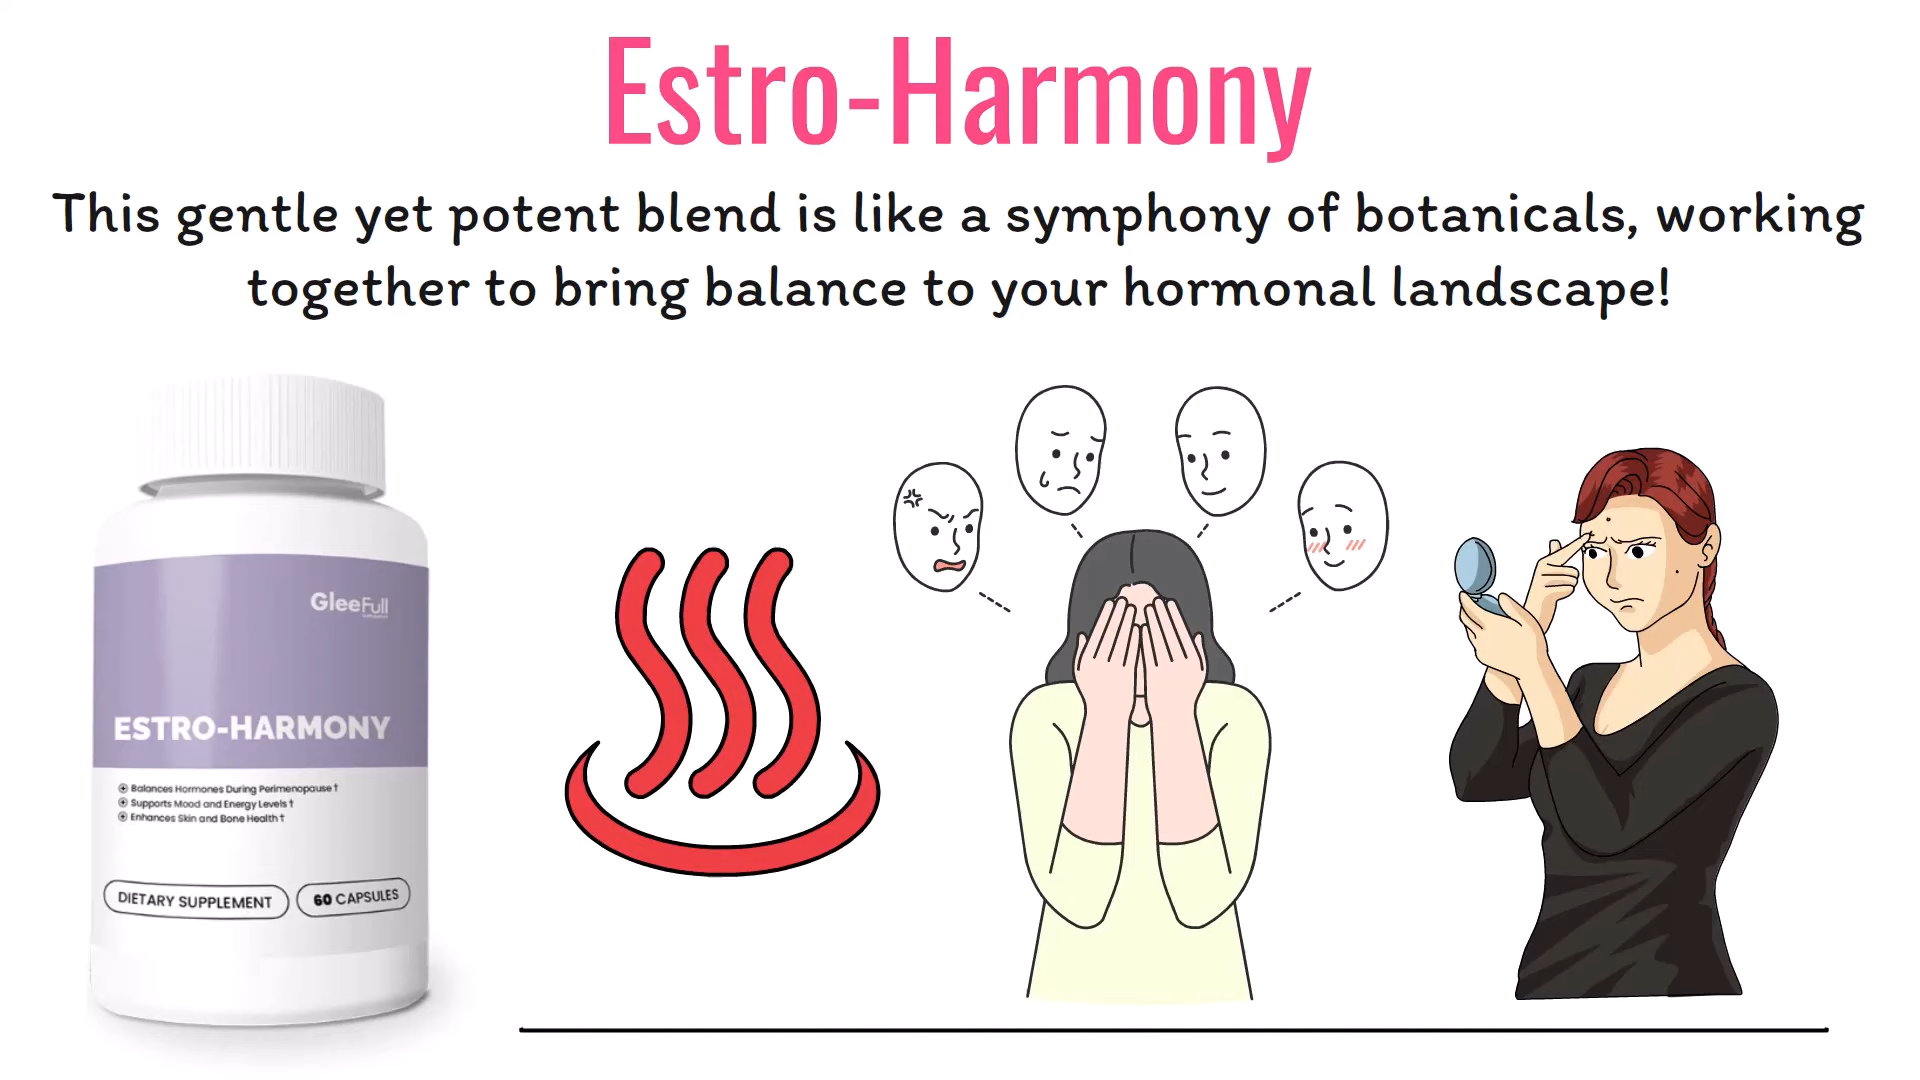 Estro-Harmony
This gentle yet potent blend is like a symphony of botanicals, working
together to bring balance to your hormonal landscape!
GleeFull
ESTRO-HARMONY
Balances Hormones During Perimenopause †
Supports Mood and Energy Levels †
Enhances Skin and Bone Health †
DIETARY SUPPLEMENT
60 CAPSULES